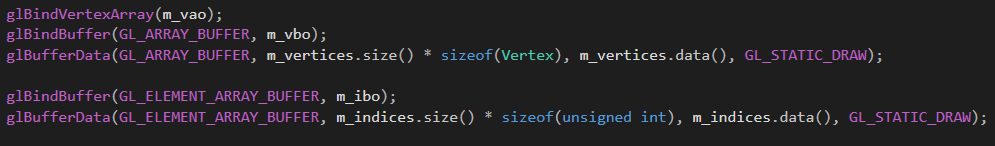 glBindVertexArray(m_vao);
glBindBuffer(GL_ARRAY_BUFFER, m_vbo);
glBufferData(GL_ARRAY_BUFFER, m_vertices.size() * sizeof(Vertex), m_vertices.data(), GL_STATIC_DRAW);
glBindBuffer(GL_ELEMENT_ARRAY_BUFFER, m_ibo);
glBufferData(GL_ELEMENT_ARRAY_BUFFER, m_indices.size() * sizeof(unsigned int), m_indices.data(), GL_STATIC_DRAW);